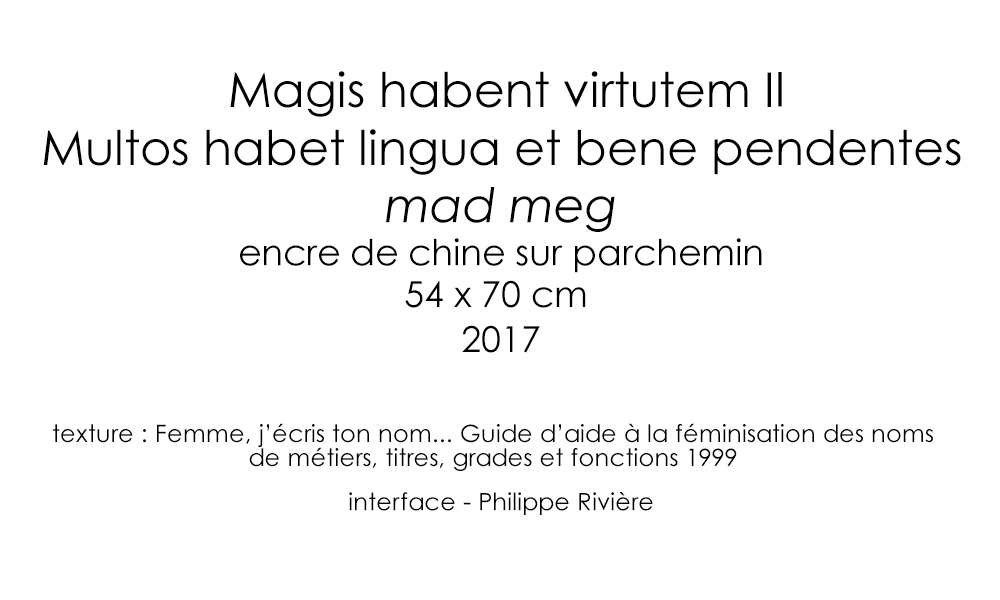 Magis habent virtutem II
Multos habet lingua et bene pendentes
mad meg
encre de chine sur parchemin
54 x 70 cm
2017
texture : Femme, j’écris ton nom... Guide d’aide à la féminisation des noms
de métiers, titres, grades et fonctions 1999
interface - Philippe Rivière